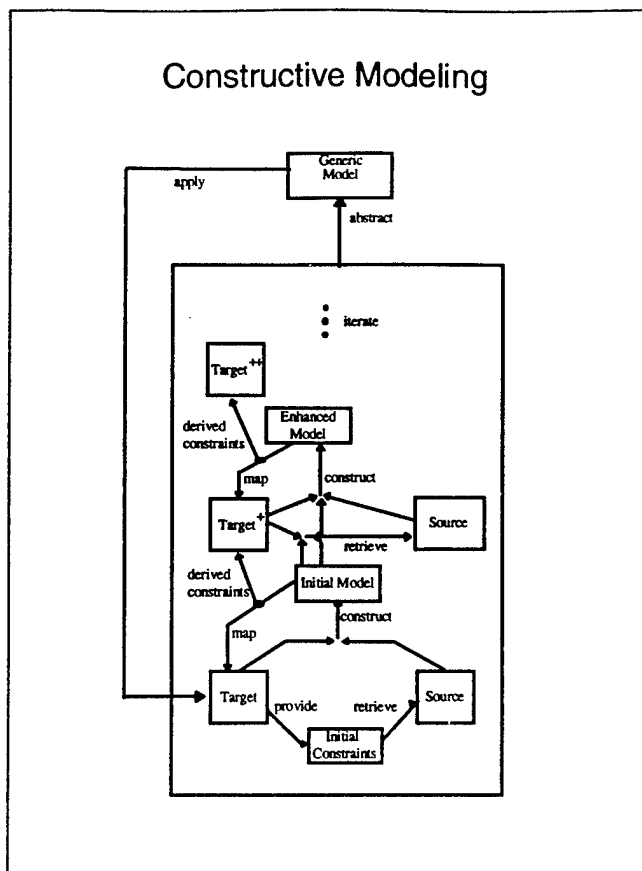 Constructive Modeling
Generic
Model
apply
abstract
iterate
Target ++
Enhanced
Model
derived
constraints
map
construct
Target +
Source
retrieve
derived
constraints
Initial Model
construct
map
Target
provide
retrieve
Source
Initial
Constraints